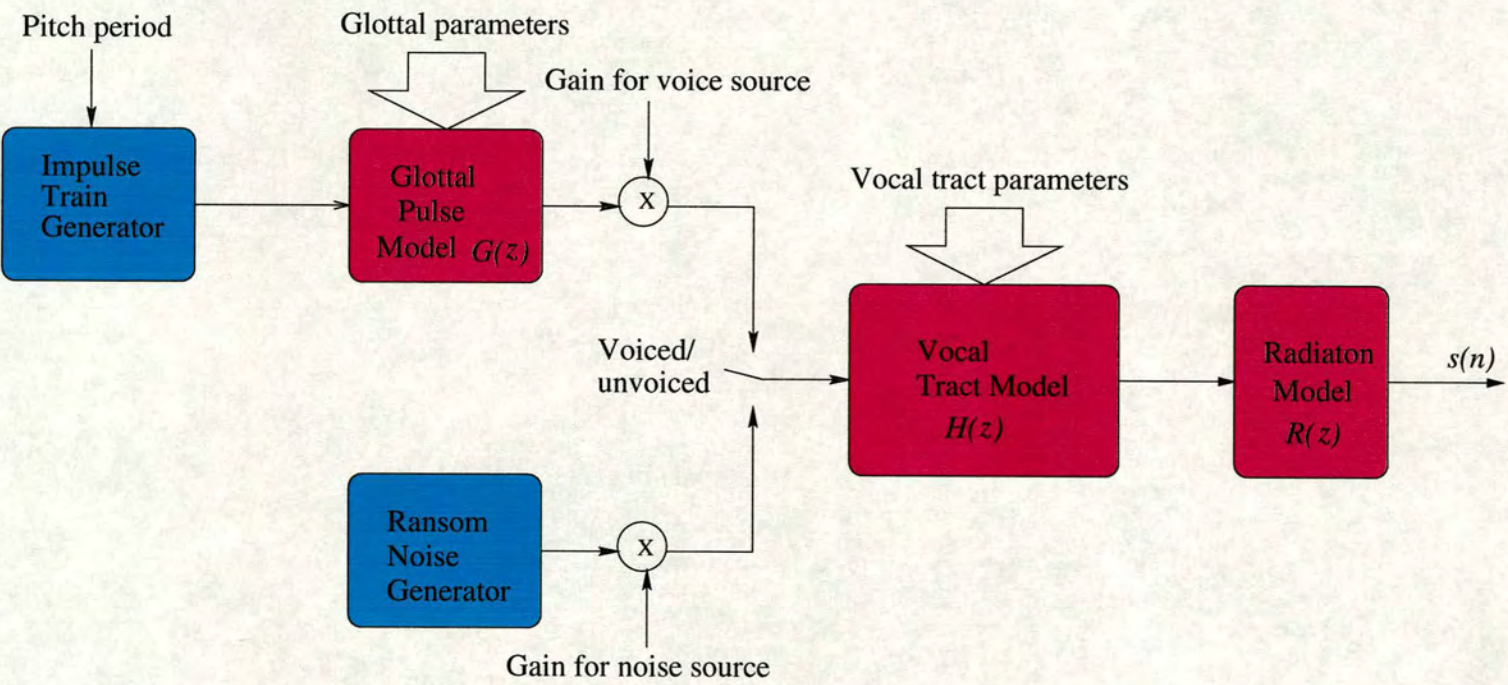 Pitch period
Glottal parameters
Gain for voice source
Impulse
Train
Generator
Glottal
Pulse
Model G(z)
X
Vocal tract parameters
Voiced/
unvoiced
Vocal
Tract Model
H(z)
Radiaton
Model
R(z)
s(n)
Ransom
Noise
Generator
X
Gain for noise source